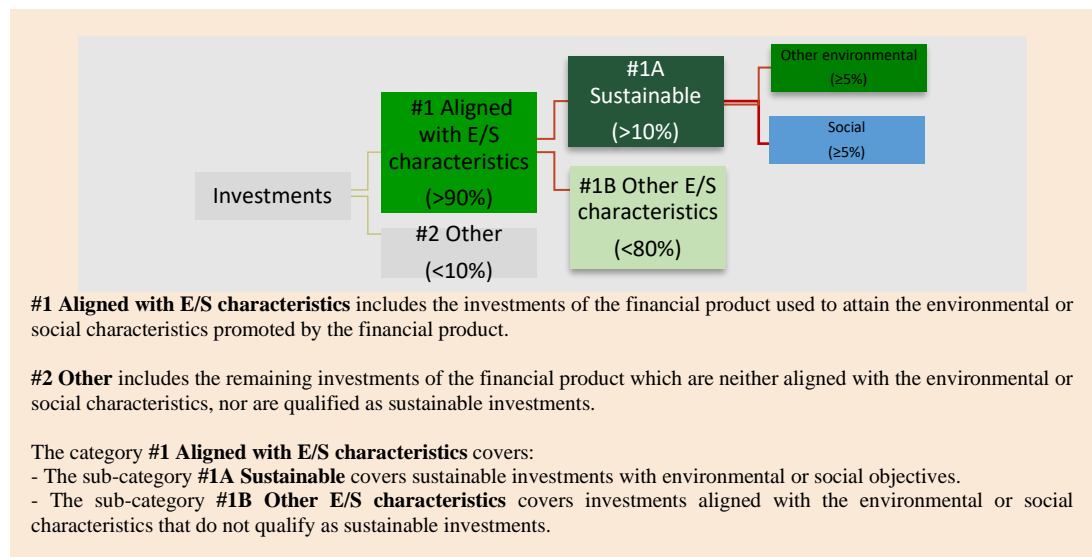 Investments
#1 Aligned
with E/S
characteristics
(>90%)
#2 Other
(<10%)
#1A
Sustainable
(>10%)
#1B Other E/S
characteristics
(<80%)
Other environmental
(≥5%)
Social
(≥5%)
#1 Aligned with E/S characteristics includes the investments of the financial product used to attain the environmental or
social characteristics promoted by the financial product.
#2 Other includes the remaining investments of the financial product which are neither aligned with the environmental or
social characteristics, nor are qualified as sustainable investments.
The category #1 Aligned with E/S characteristics covers:
- The sub-category #1A Sustainable covers sustainable investments with environmental or social objectives.
- The sub-category #1B Other E/S characteristics covers investments aligned with the environmental or social
characteristics that do not qualify as sustainable investments.